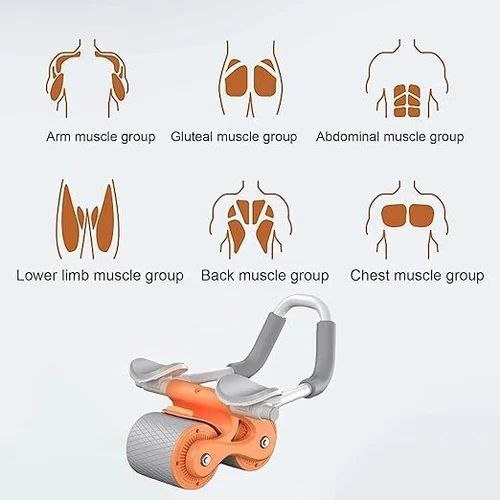 Arm muscle group
Gluteal muscle group
Abdominal muscle group
Lower limb muscle group
Back muscle group
Chest muscle group